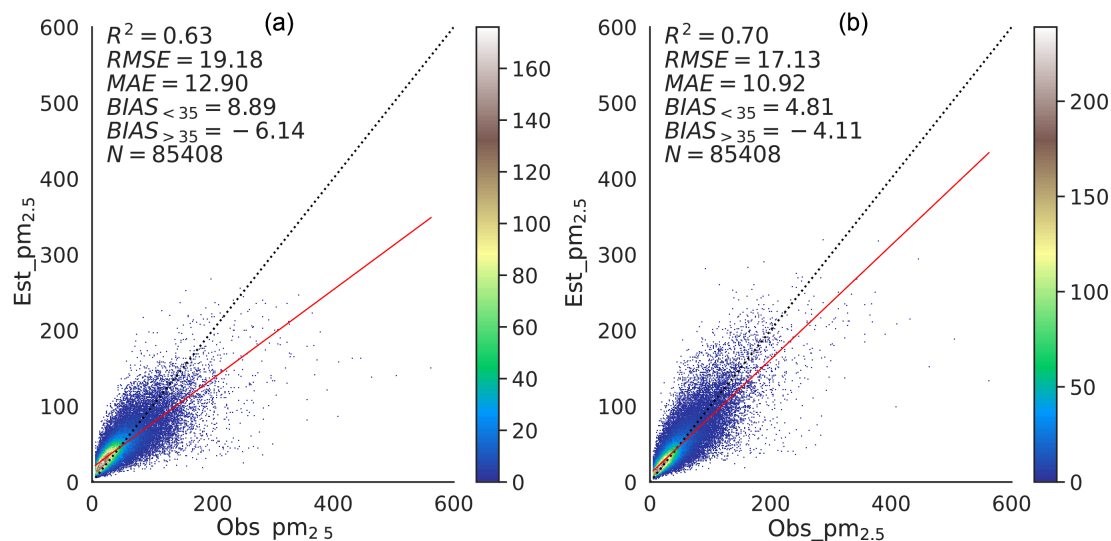 (a)
R² = 0.63
RMSE = 19.18
MAE = 12.90
BIAS<35 = 8.89
BIAS>35 = −6.14
N = 85408
600
500
400
300
200
100
0
Est_pm2.5
0 200 400 600
Obs pm2 5
160
140
120
100
80
60
40
20
0
(b)
R² = 0.70
RMSE = 17.13
MAE = 10.92
BIAS<35 = 4.81
BIAS>35 = −4.11
N = 85408
600
500
400
300
200
100
0
Est_pm2.5
0 200 400 600
Obs_pm2.5
200
150
100
50
0